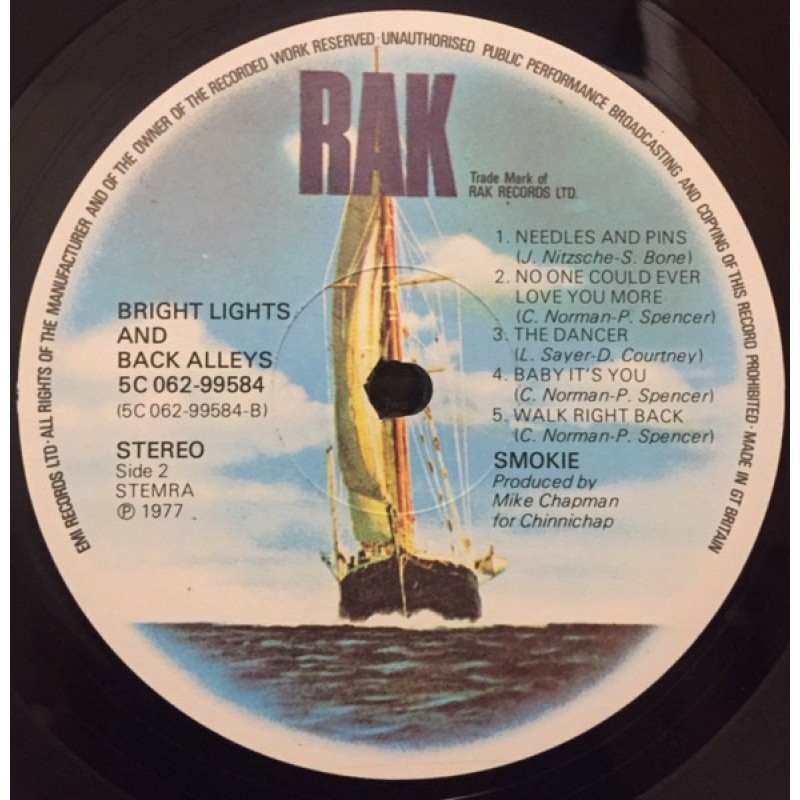 EMI RECORDS LTD·ALL RIGHTS OF THE MANUFACTURER AND OF THE OWNER OF THE RECORDED WORK RESERVED·UNAUTHORISED PUBLIC PERFORMANCE BROADCASTING AND COPYING OF THIS RECORD PROHIBITED·MADE IN GT BRITAIN
RAK
Trade Mark of
RAK RECORDS LTD.
BRIGHT LIGHTS
AND
BACK ALLEYS
5C 062-99584
(5C 062-99584-B)
STEREO
Side 2
STEMRA
℗ 1977
1. NEEDLES AND PINS
(J. Nitzsche-S. Bone)
2. NO ONE COULD EVER
LOVE YOU MORE
(C. Norman-P. Spencer)
3. THE DANCER
(L. Sayer-D. Courtney)
4. BABY IT'S YOU
(C. Norman-P. Spencer)
5. WALK RIGHT BACK
(C. Norman-P. Spencer)
SMOKIE
Produced by
Mike Chapman
for Chinnichap